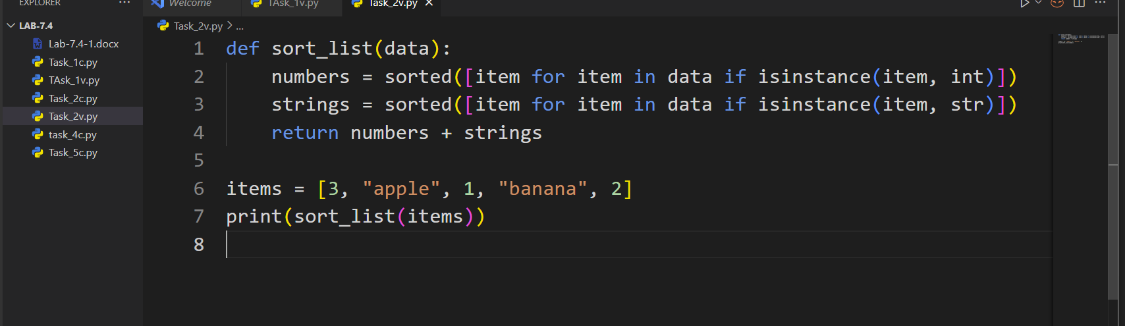 EXPLORER ...
Welcome TAsk_1v.py Task_2v.py
LAB-7.4
Task_2v.py > ...
Lab-7.4-1.docx
Task_1c.py
TAsk_1v.py
Task_2c.py
Task_2v.py
task_4c.py
Task_5c.py
1 def sort_list(data):
2     numbers = sorted([item for item in data if isinstance(item, int)])
3     strings = sorted([item for item in data if isinstance(item, str)])
4     return numbers + strings
5
6 items = [3, "apple", 1, "banana", 2]
7 print(sort_list(items))
8